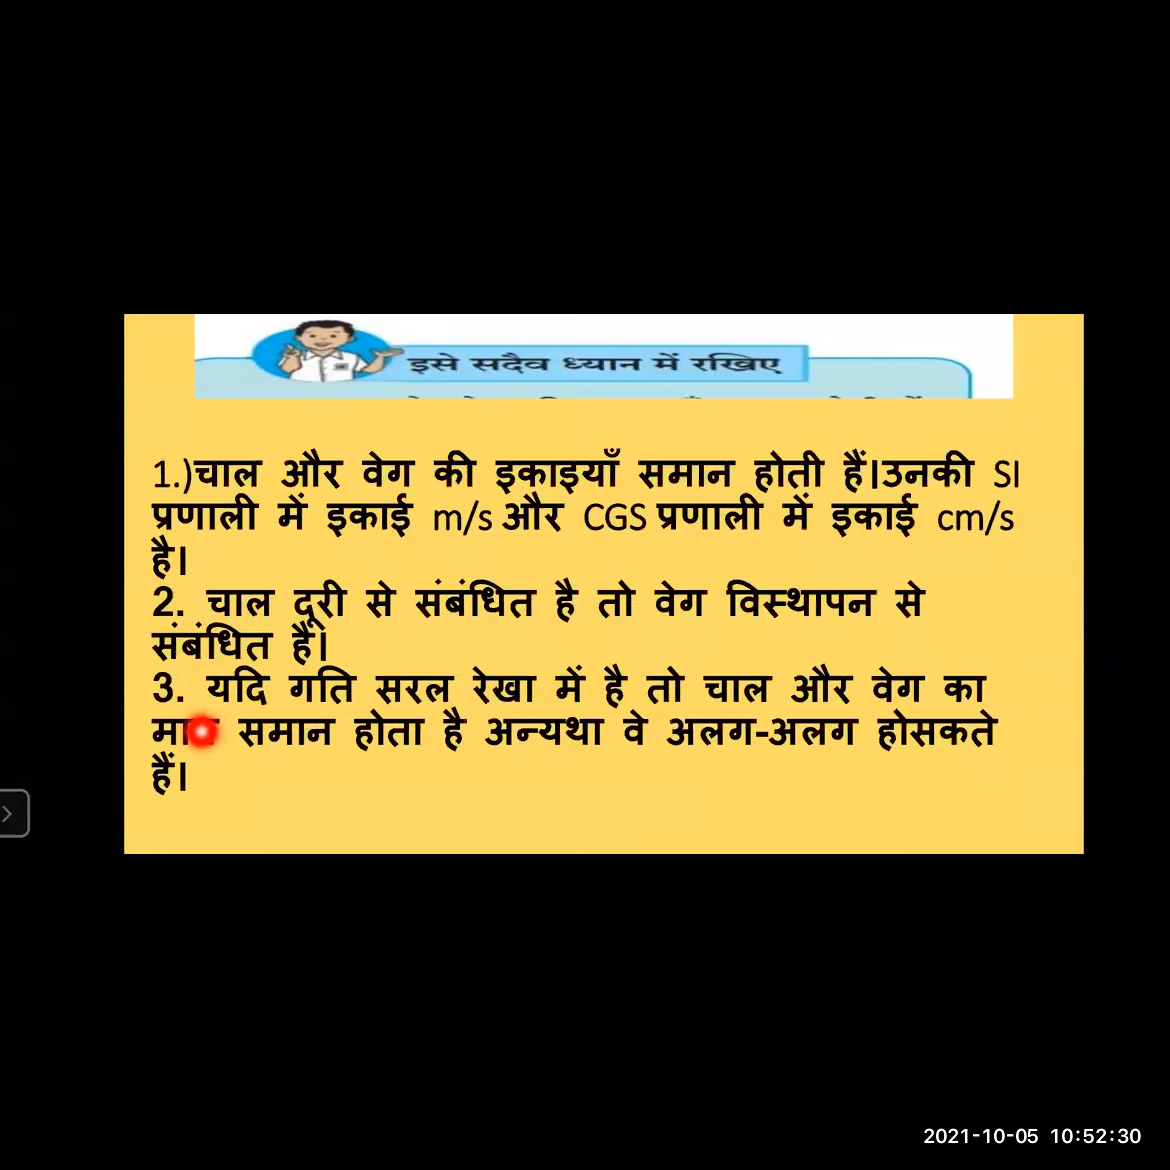 इसे सदैव ध्यान में रखिए
1.)चाल और वेग की इकाइयाँ समान होती हैं।उनकी SI
प्रणाली में इकाई m/s और CGS प्रणाली में इकाई cm/s
है।
2. चाल दूरी से संबंधित है तो वेग विस्थापन से
संबंधित हैं।
3. यदि गति सरल रेखा में है तो चाल और वेग का
समान होता है अन्यथा वे अलग-अलग होसकते
हैं।
2021-10-05 10:52:30